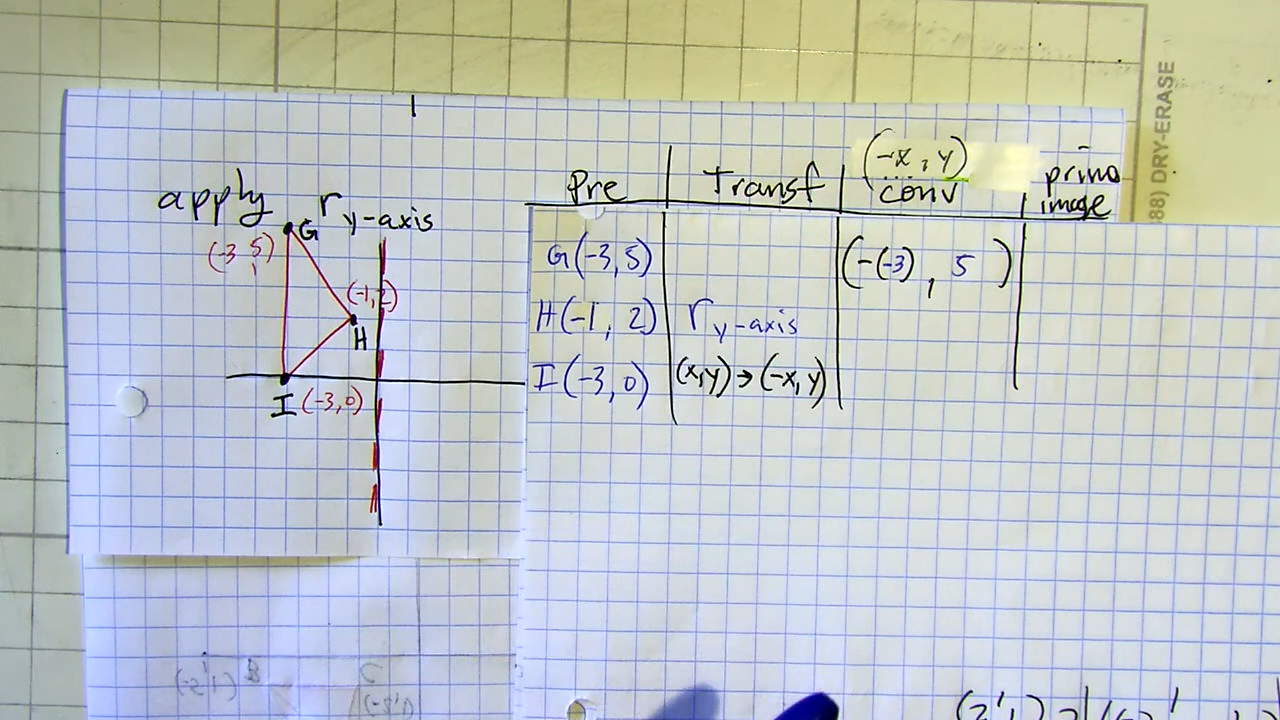 88) DRY-ERASE
apply r y-axis
G
(-3, 5)
(-1, 2)
H
I (-3, 0)
(-x, y)
Pre | Transf | conv | prime image
G(-3, 5) (-(-3), 5 )
H(-1, 2) r y-axis
I(-3, 0) (x,y) → (-x, y)